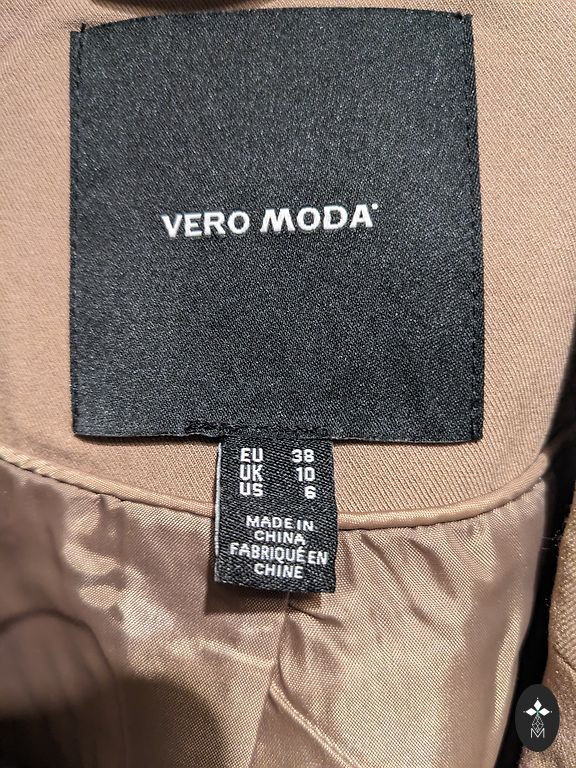 VERO MODA
EU 38
UK 10
US 6
MADE IN
CHINA
FABRIQUÉ EN
CHINE
M